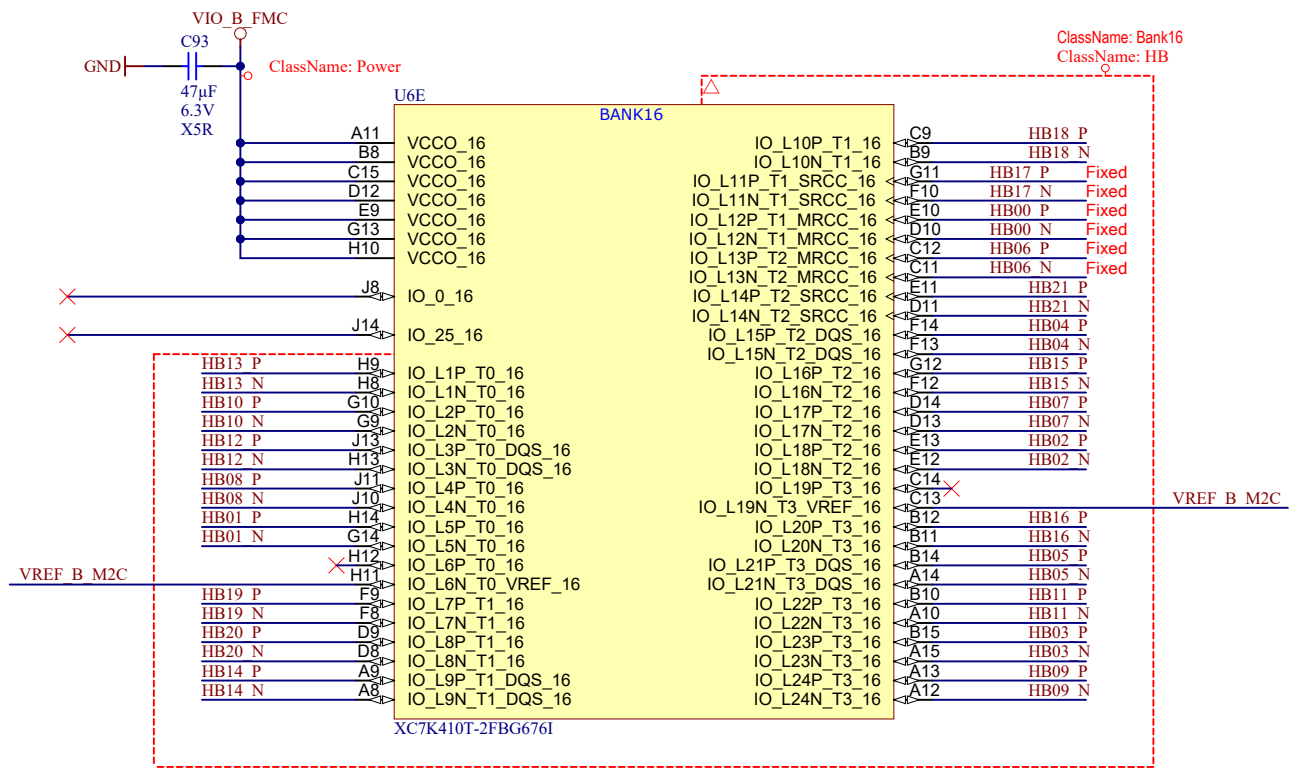 VIO_B_FMC
C93
GND
47µF
6.3V
X5R
ClassName: Power
ClassName: Bank16
ClassName: HB
U6E
BANK16
A11 VCCO_16
B8 VCCO_16
C15 VCCO_16
D12 VCCO_16
E9 VCCO_16
G13 VCCO_16
H10 VCCO_16
J8 IO_0_16
J14 IO_25_16
HB13_P H9 IO_L1P_T0_16
HB13_N H8 IO_L1N_T0_16
HB10_P G10 IO_L2P_T0_16
HB10_N G9 IO_L2N_T0_16
HB12_P J13 IO_L3P_T0_DQS_16
HB12_N H13 IO_L3N_T0_DQS_16
HB08_P J11 IO_L4P_T0_16
HB08_N J10 IO_L4N_T0_16
HB01_P H14 IO_L5P_T0_16
HB01_N G14 IO_L5N_T0_16
H12 IO_L6P_T0_16
VREF_B_M2C H11 IO_L6N_T0_VREF_16
HB19_P F9 IO_L7P_T1_16
HB19_N F8 IO_L7N_T1_16
HB20_P D9 IO_L8P_T1_16
HB20_N D8 IO_L8N_T1_16
HB14_P A9 IO_L9P_T1_DQS_16
HB14_N A8 IO_L9N_T1_DQS_16
IO_L10P_T1_16 C9 HB18_P
IO_L10N_T1_16 B9 HB18_N
IO_L11P_T1_SRCC_16 G11 HB17_P Fixed
IO_L11N_T1_SRCC_16 F10 HB17_N Fixed
IO_L12P_T1_MRCC_16 E10 HB00_P Fixed
IO_L12N_T1_MRCC_16 D10 HB00_N Fixed
IO_L13P_T2_MRCC_16 C12 HB06_P Fixed
IO_L13N_T2_MRCC_16 C11 HB06_N Fixed
IO_L14P_T2_SRCC_16 E11 HB21_P
IO_L14N_T2_SRCC_16 D11 HB21_N
IO_L15P_T2_DQS_16 F14 HB04_P
IO_L15N_T2_DQS_16 F13 HB04_N
IO_L16P_T2_16 G12 HB15_P
IO_L16N_T2_16 F12 HB15_N
IO_L17P_T2_16 D14 HB07_P
IO_L17N_T2_16 D13 HB07_N
IO_L18P_T2_16 E13 HB02_P
IO_L18N_T2_16 E12 HB02_N
IO_L19P_T3_16 C14
IO_L19N_T3_VREF_16 C13 VREF_B_M2C
IO_L20P_T3_16 B12 HB16_P
IO_L20N_T3_16 B11 HB16_N
IO_L21P_T3_DQS_16 B14 HB05_P
IO_L21N_T3_DQS_16 A14 HB05_N
IO_L22P_T3_16 B10 HB11_P
IO_L22N_T3_16 A10 HB11_N
IO_L23P_T3_16 B15 HB03_P
IO_L23N_T3_16 A15 HB03_N
IO_L24P_T3_16 A13 HB09_P
IO_L24N_T3_16 A12 HB09_N
XC7K410T-2FBG676I